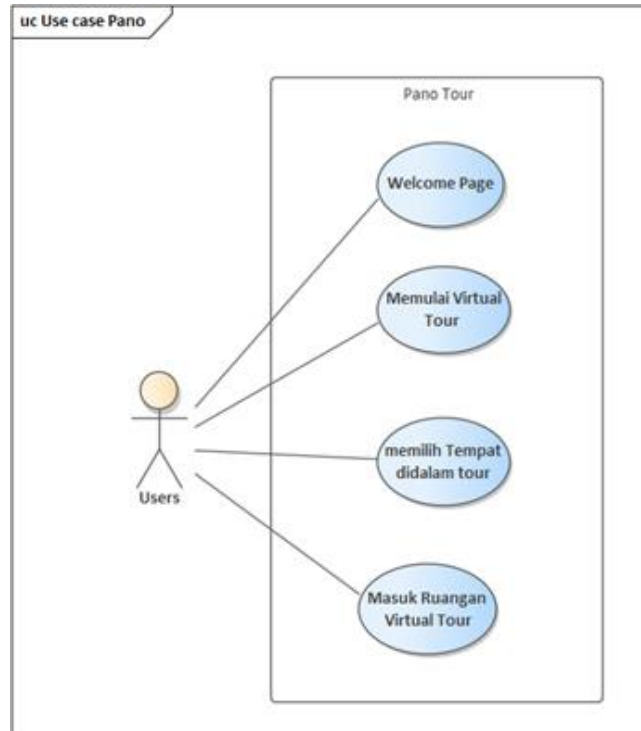 uc Use case Pano
Pano Tour
Welcome Page
Memulai Virtual
Tour
memilih Tempat
didalam tour
Users
Masuk Ruangan
Virtual Tour